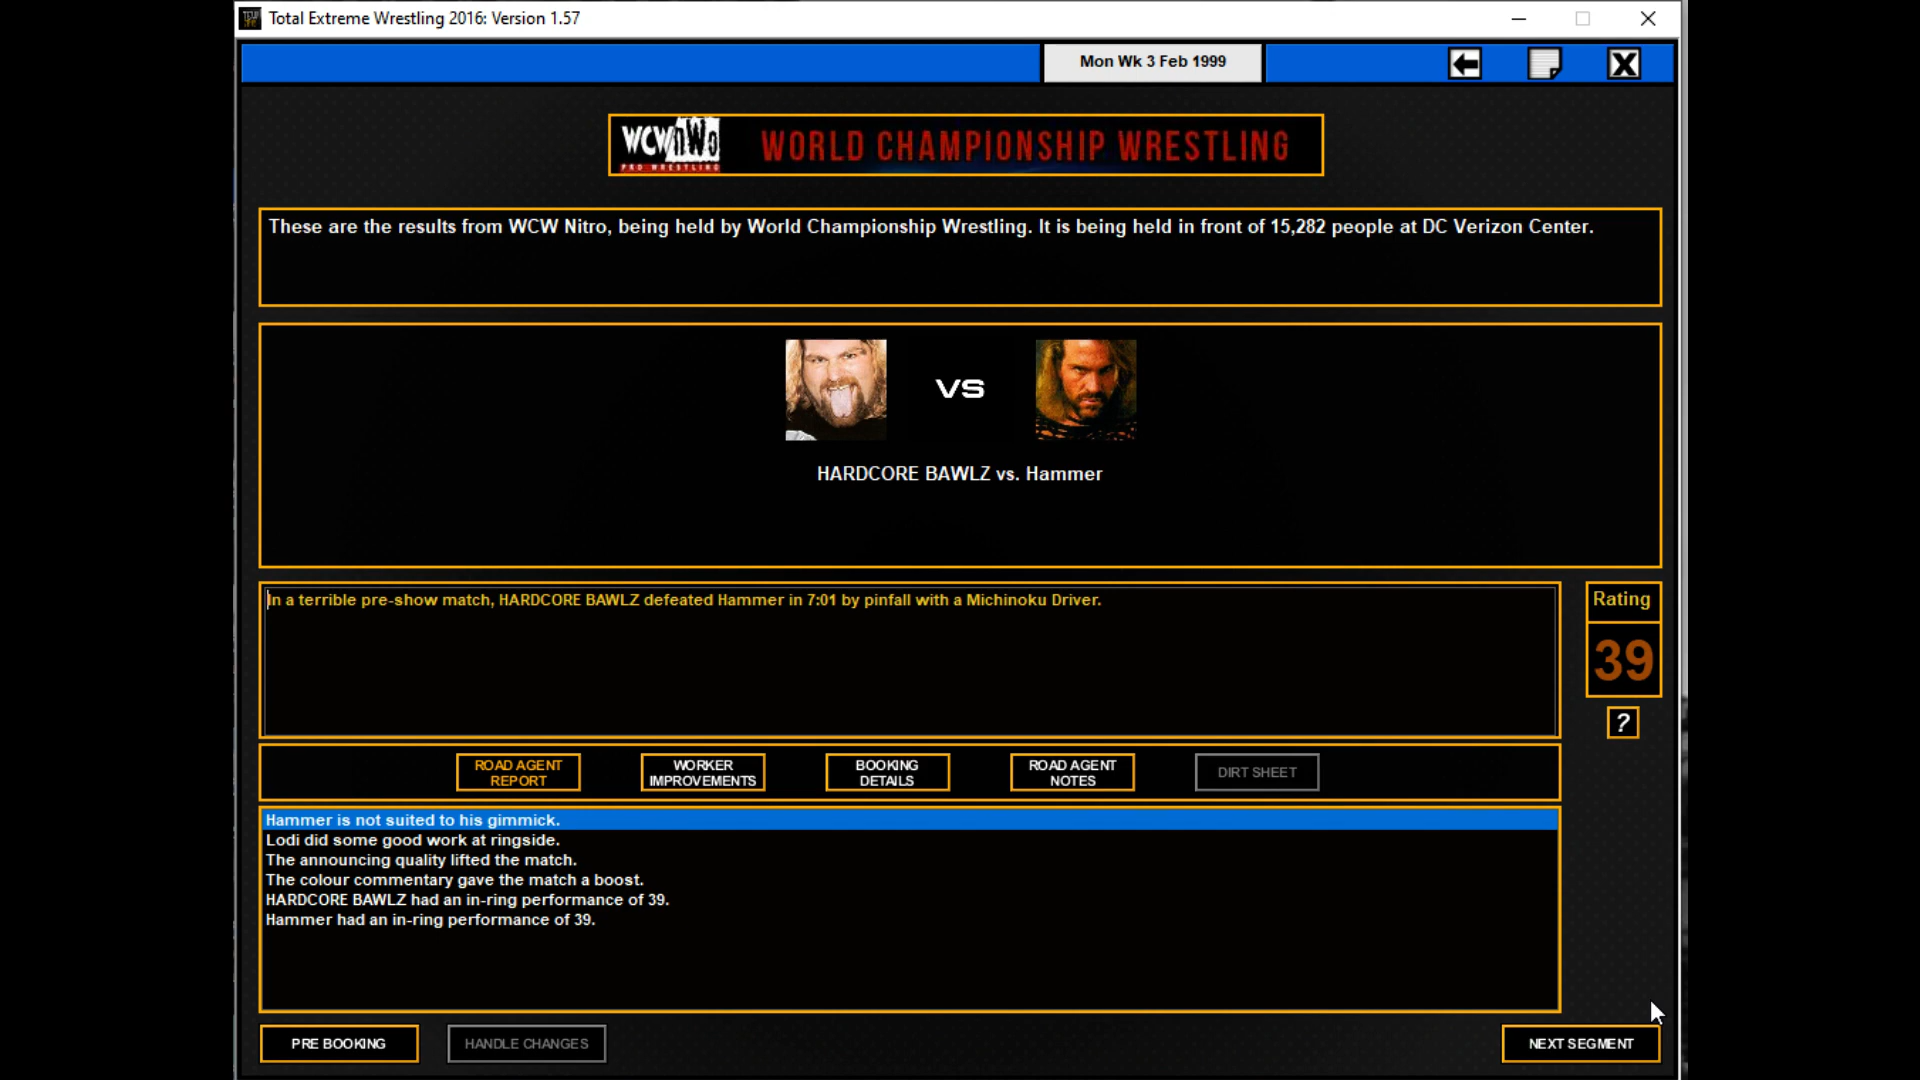 Total Extreme Wrestling 2016: Version 1.57
Mon Wk 3 Feb 1999
WCW nWo
PRO WRESTLING
WORLD CHAMPIONSHIP WRESTLING
These are the results from WCW Nitro, being held by World Championship Wrestling. It is being held in front of 15,282 people at DC Verizon Center.
VS
HARDCORE BAWLZ vs. Hammer
In a terrible pre-show match, HARDCORE BAWLZ defeated Hammer in 7:01 by pinfall with a Michinoku Driver.
Rating
39
?
ROAD AGENT
REPORT
WORKER
IMPROVEMENTS
BOOKING
DETAILS
ROAD AGENT
NOTES
DIRT SHEET
Hammer is not suited to his gimmick.
Lodi did some good work at ringside.
The announcing quality lifted the match.
The colour commentary gave the match a boost.
HARDCORE BAWLZ had an in-ring performance of 39.
Hammer had an in-ring performance of 39.
PRE BOOKING
HANDLE CHANGES
NEXT SEGMENT